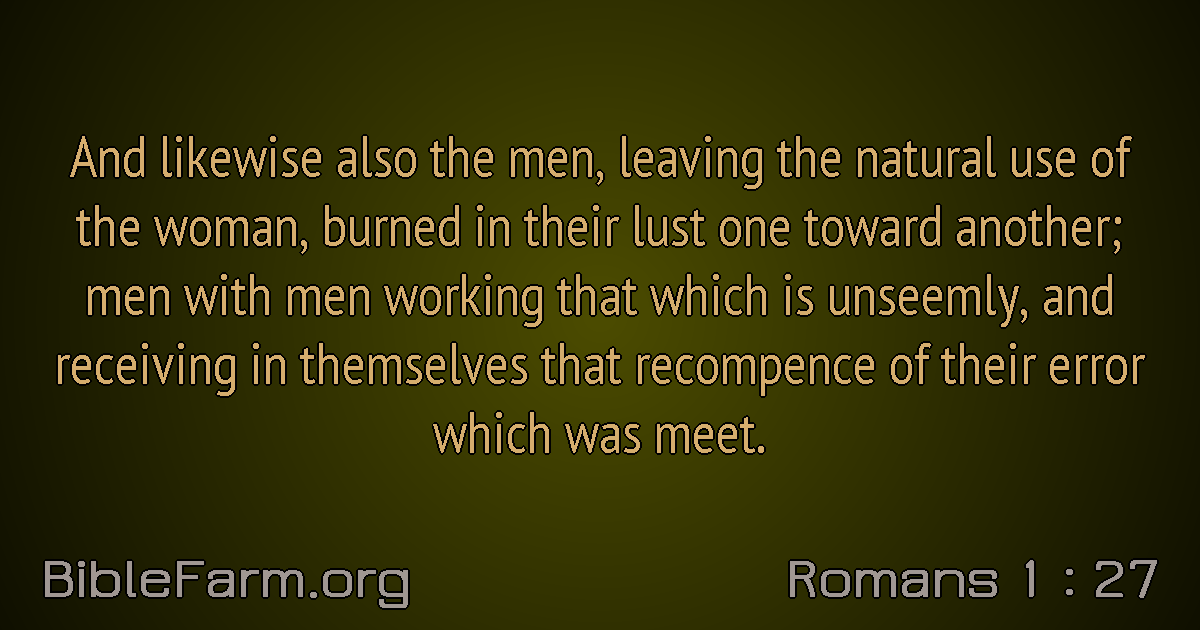 And likewise also the men, leaving the natural use of
the woman, burned in their lust one toward another;
men with men working that which is unseemly, and
receiving in themselves that recompence of their error
which was meet.
BibleFarm.org
Romans 1 : 27